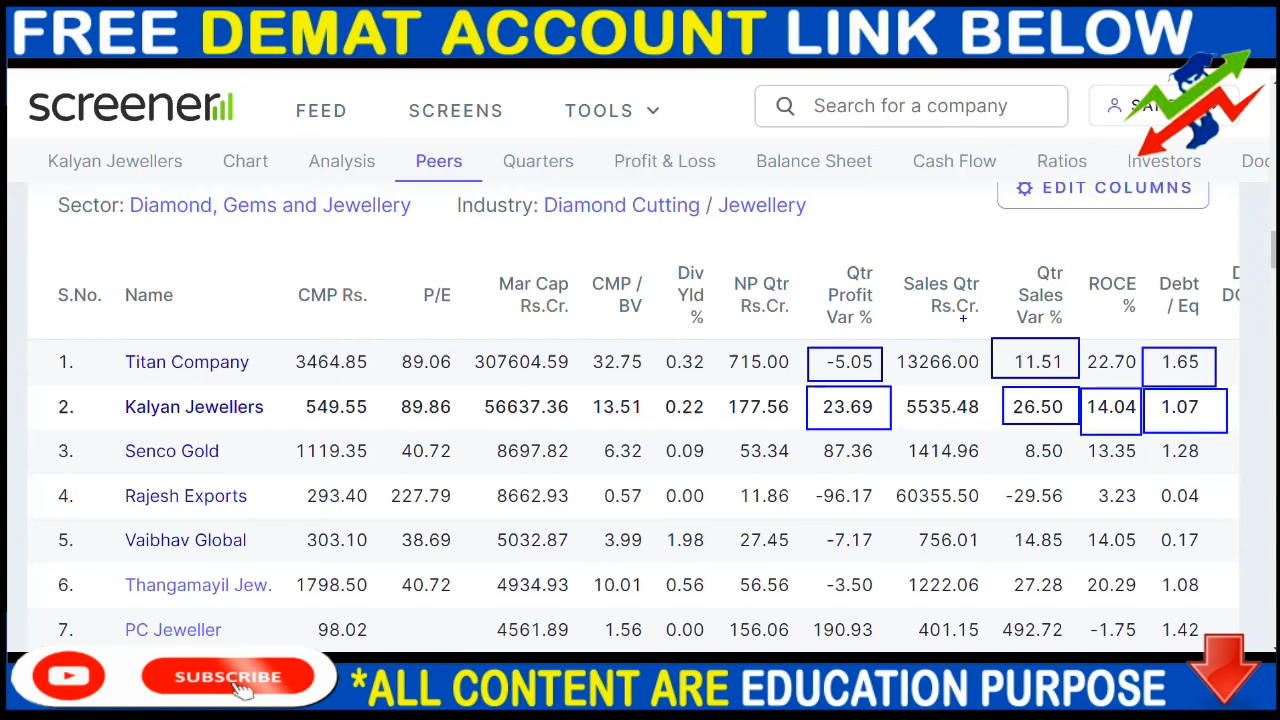 FREE DEMAT ACCOUNT LINK BELOW
screener FEED SCREENS TOOLS Search for a company
Kalyan Jewellers Chart Analysis Peers Quarters Profit & Loss Balance Sheet Cash Flow Ratios Investors
Sector: Diamond, Gems and Jewellery Industry: Diamond Cutting / Jewellery EDIT COLUMNS
S.No. Name CMP Rs. P/E Mar Cap Rs.Cr. CMP / BV Div Yld % NP Qtr Rs.Cr. Qtr Profit Var % Sales Qtr Rs.Cr. Qtr Sales Var % ROCE % Debt / Eq
1. Titan Company 3464.85 89.06 307604.59 32.75 0.32 715.00 -5.05 13266.00 11.51 22.70 1.65
2. Kalyan Jewellers 549.55 89.86 56637.36 13.51 0.22 177.56 23.69 5535.48 26.50 14.04 1.07
3. Senco Gold 1119.35 40.72 8697.82 6.32 0.09 53.34 87.36 1414.96 8.50 13.35 1.28
4. Rajesh Exports 293.40 227.79 8662.93 0.57 0.00 11.86 -96.17 60355.50 -29.56 3.23 0.04
5. Vaibhav Global 303.10 38.69 5032.87 3.99 1.98 27.45 -7.17 756.01 14.85 14.05 0.17
6. Thangamayil Jew. 1798.50 40.72 4934.93 10.01 0.56 56.56 -3.50 1222.06 27.28 20.29 1.08
7. PC Jeweller 98.02 4561.89 1.56 0.00 156.06 190.93 401.15 492.72 -1.75 1.42
SUBSCRIBE
*ALL CONTENT ARE EDUCATION PURPOSE